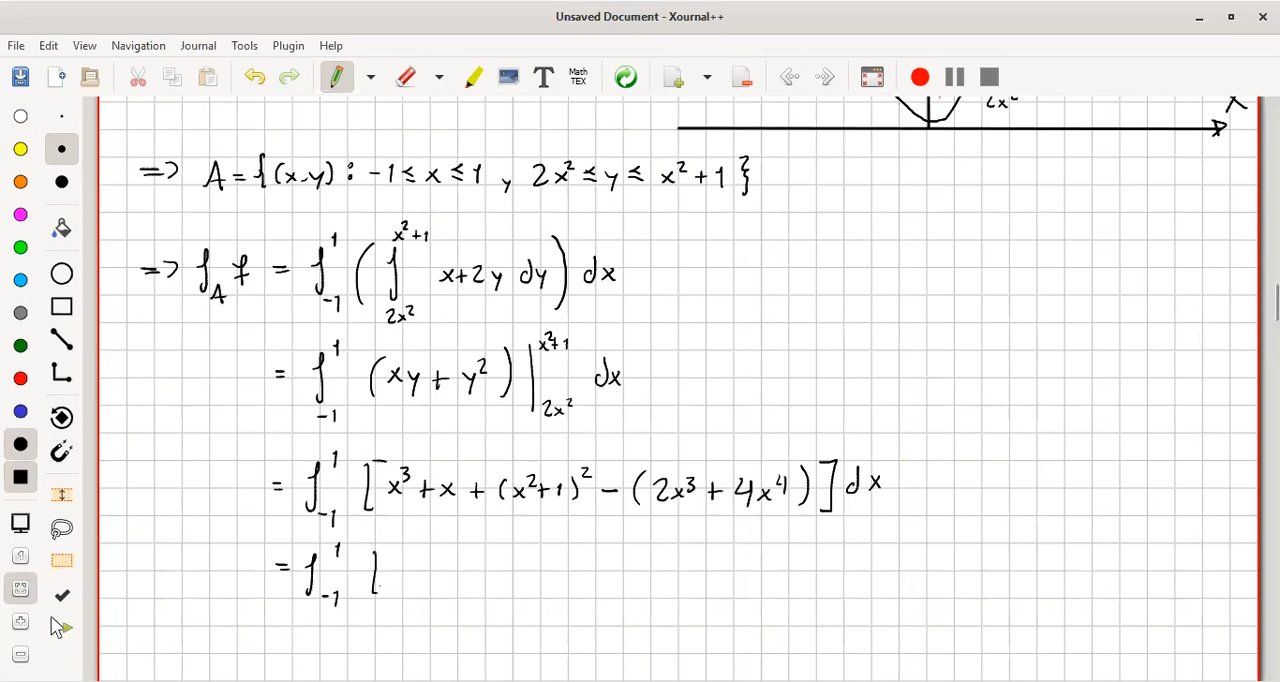 Unsaved Document - Xournal++
File Edit View Navigation Journal Tools Plugin Help
Math TEX
2x² X
=> A = {(x,y) : -1 ≤ x ≤ 1 , 2x² ≤ y ≤ x² + 1 }
=> ∫_A f = ∫_{-1}^{1} ( ∫_{2x²}^{x²+1} x+2y dy ) dx
= ∫_{-1}^{1} (xy + y²) |_{2x²}^{x²+1} dx
= ∫_{-1}^{1} [ x³ + x + (x²+1)² - (2x³ + 4x⁴) ] dx
= ∫_{-1}^{1} [